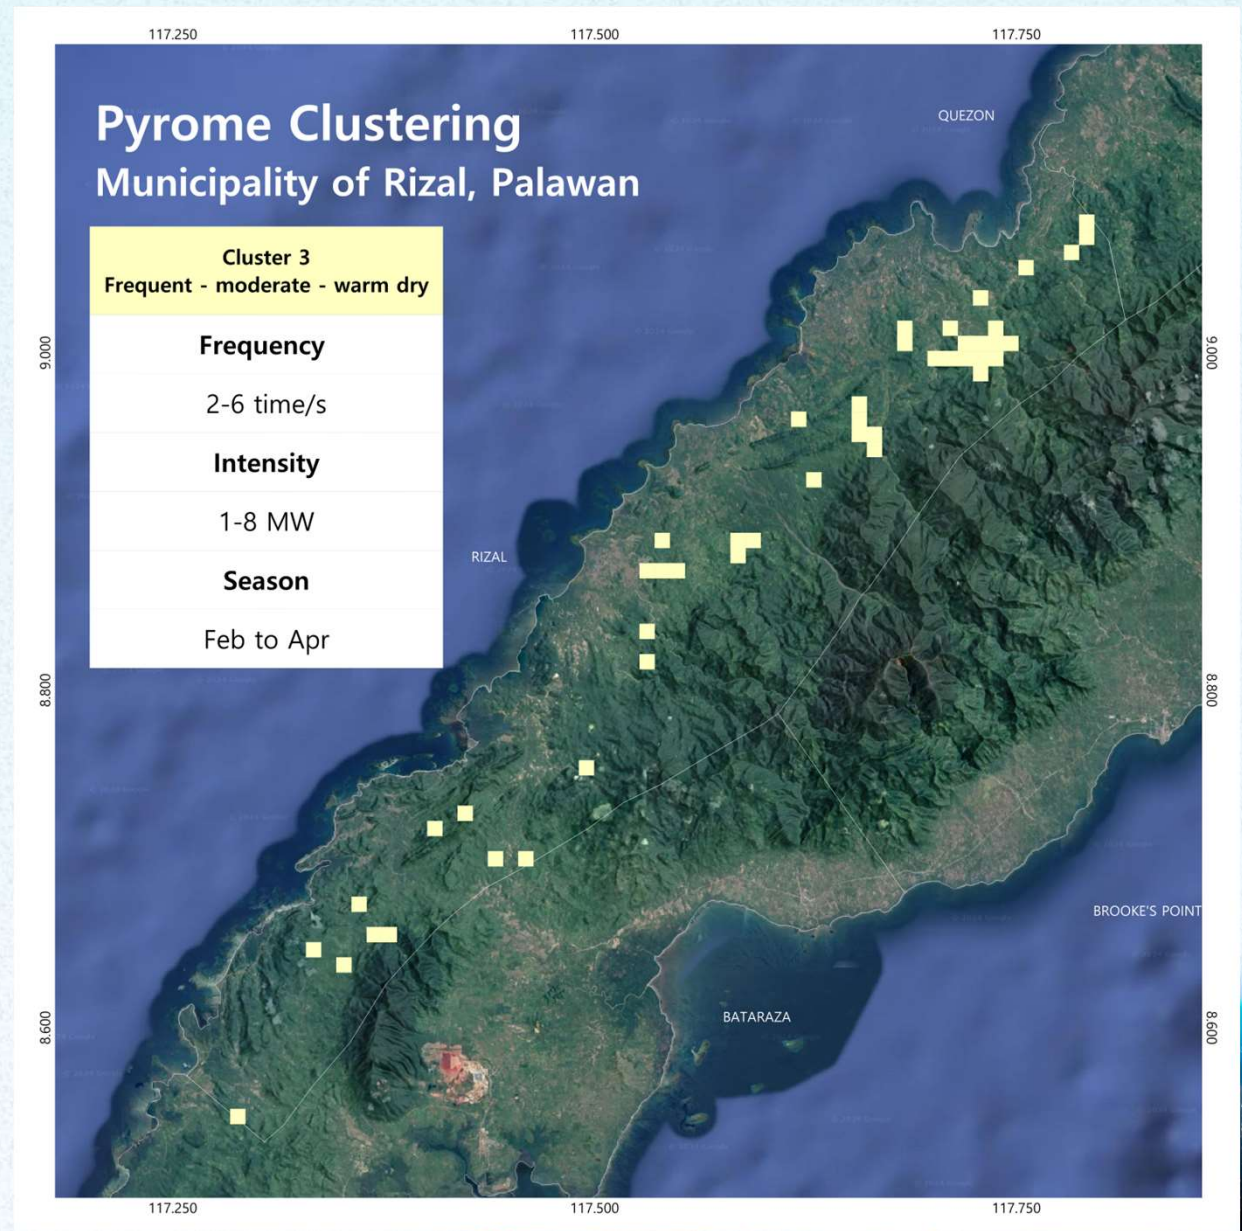 117.250
117.500
117.750
QUEZON
Pyrome Clustering
Municipality of Rizal, Palawan
Cluster 3
Frequent - moderate - warm dry
Frequency
2-6 time/s
Intensity
1-8 MW
Season
Feb to Apr
9.000
9.000
RIZAL
8.800
8.800
BROOKE'S POINT
BATARAZA
8.600
8.600
117.250
117.500
117.750